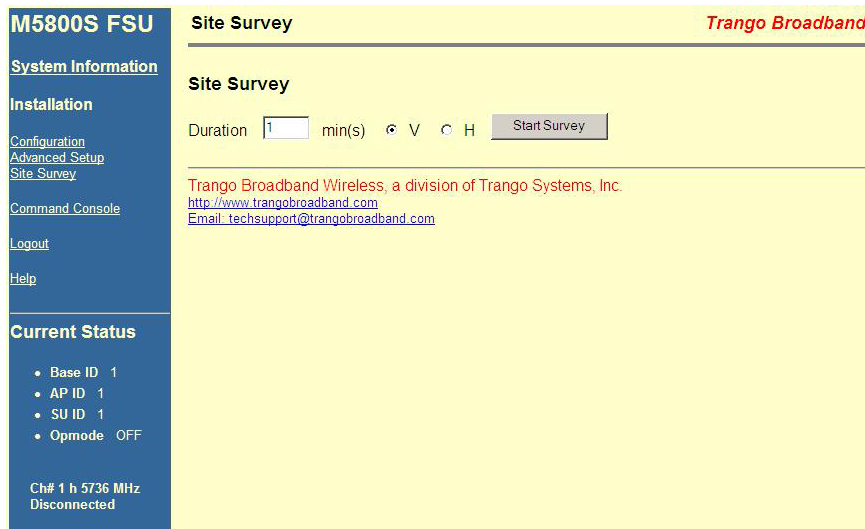 M5800S FSU
System Information
Installation
Configuration
Advanced Setup
Site Survey
Command Console
Logout
Help
Current Status
Base ID 1
AP ID 1
SU ID 1
Opmode OFF
Ch# 1 h 5736 MHz
Disconnected
Site Survey
Trango Broadband
Site Survey
Duration 1 min(s) V H Start Survey
Trango Broadband Wireless, a division of Trango Systems, Inc.
http://www.trangobroadband.com
Email: techsupport@trangobroadband.com